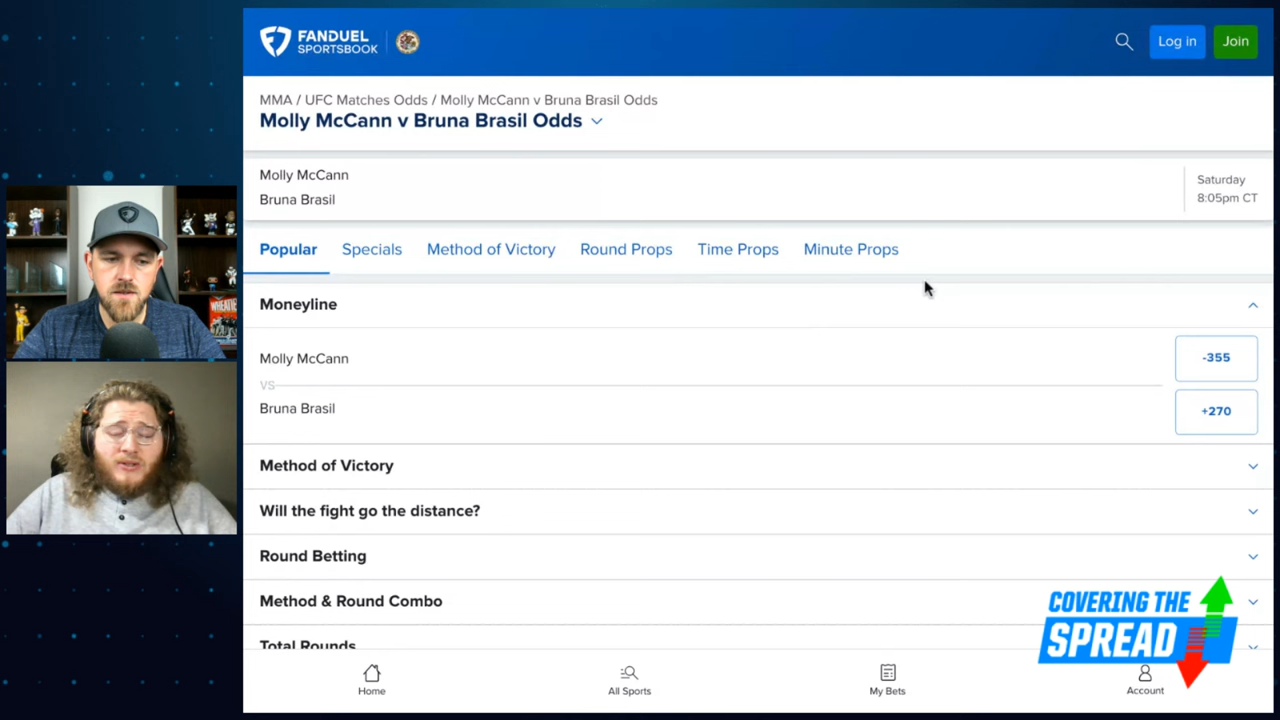 FANDUEL
SPORTSBOOK
Log in
Join
MMA / UFC Matches Odds / Molly McCann v Bruna Brasil Odds
Molly McCann v Bruna Brasil Odds
Molly McCann
Bruna Brasil
Saturday
8:05pm CT
Popular
Specials
Method of Victory
Round Props
Time Props
Minute Props
Moneyline
Molly McCann
-355
VS
Bruna Brasil
+270
Method of Victory
Will the fight go the distance?
Round Betting
Method & Round Combo
Total Rounds
COVERING THE
SPREAD
Home
All Sports
My Bets
Account
WHEATIES